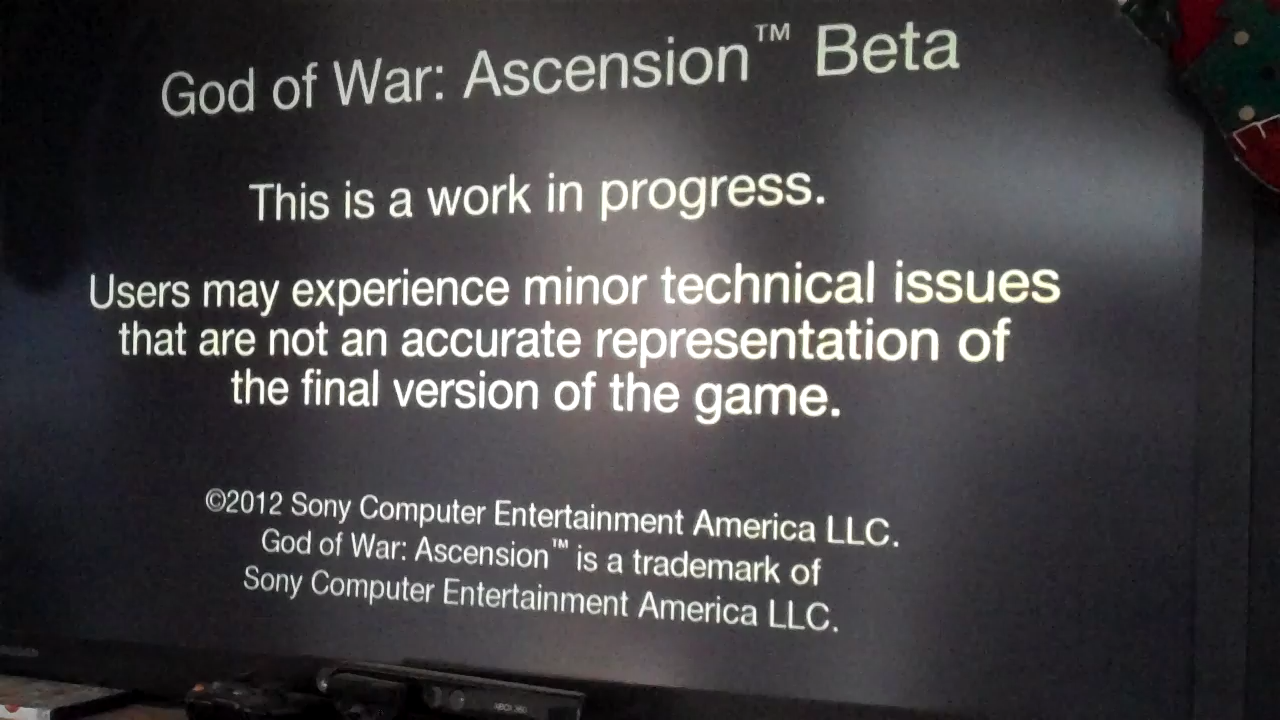 God of War: Ascension™ Beta
This is a work in progress.
Users may experience minor technical issues
that are not an accurate representation of
the final version of the game.
©2012 Sony Computer Entertainment America LLC.
God of War: Ascension™ is a trademark of
Sony Computer Entertainment America LLC.
XBOX 360